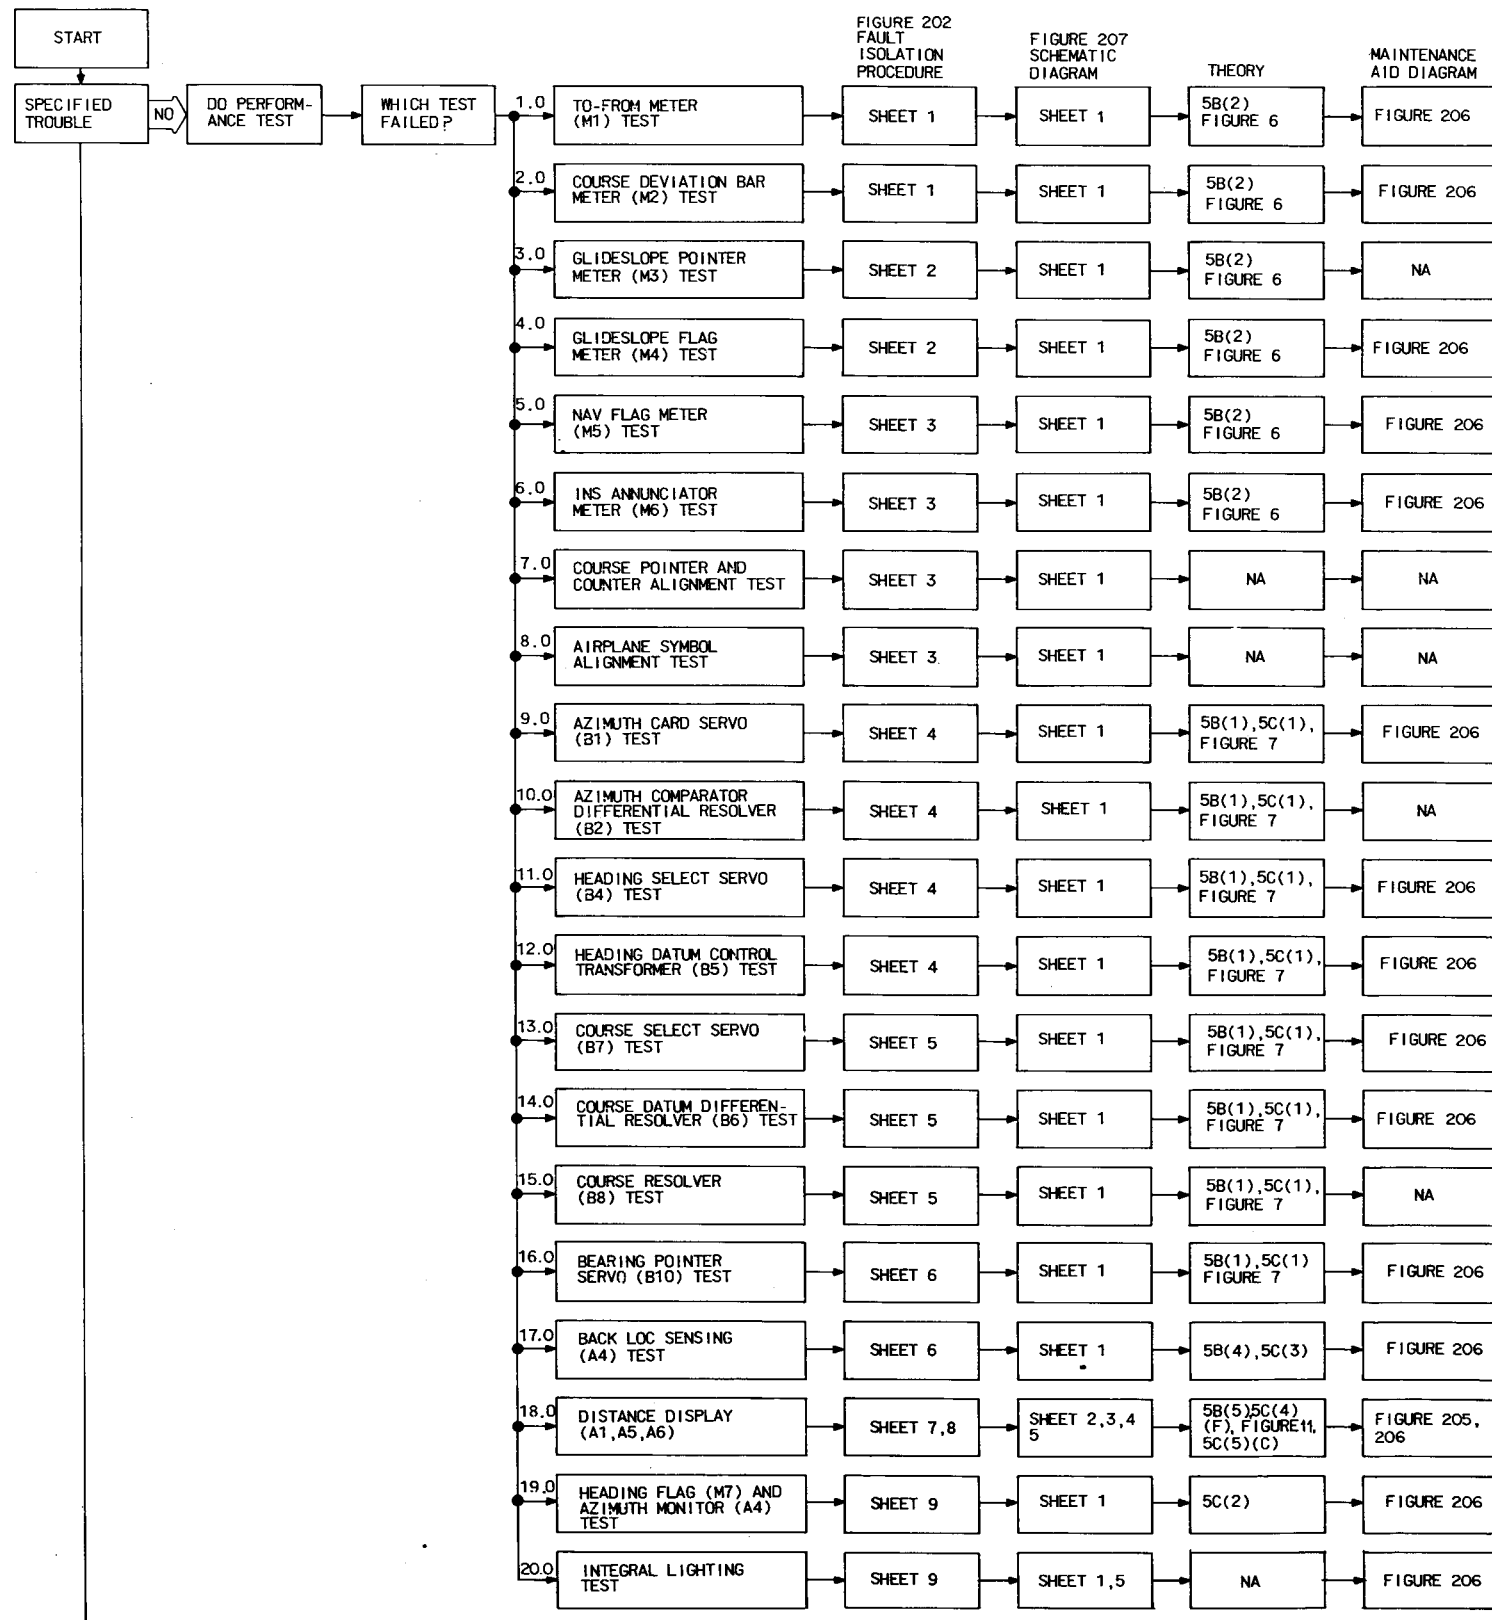 START
FIGURE 202
FAULT
ISOLATION
PROCEDURE
FIGURE 207
SCHEMATIC
DIAGRAM
THEORY
MAINTENANCE
AID DIAGRAM
SPECIFIED
TROUBLE
NO
DO PERFORM-
ANCE TEST
WHICH TEST
FAILED?
1.0
TO-FROM METER
(M1) TEST
SHEET 1
SHEET 1
5B(2)
FIGURE 6
FIGURE 206
2.0
COURSE DEVIATION BAR
METER (M2) TEST
SHEET 1
SHEET 1
5B(2)
FIGURE 6
FIGURE 206
3.0
GLIDESLOPE POINTER
METER (M3) TEST
SHEET 2
SHEET 1
5B(2)
FIGURE 6
NA
4.0
GLIDESLOPE FLAG
METER (M4) TEST
SHEET 2
SHEET 1
5B(2)
FIGURE 6
FIGURE 206
5.0
NAV FLAG METER
(M5) TEST
SHEET 3
SHEET 1
5B(2)
FIGURE 6
FIGURE 206
6.0
INS ANNUNCIATOR
METER (M6) TEST
SHEET 3
SHEET 1
5B(2)
FIGURE 6
FIGURE 206
7.0
COURSE POINTER AND
COUNTER ALIGNMENT TEST
SHEET 3
SHEET 1
NA
NA
8.0
AIRPLANE SYMBOL
ALIGNMENT TEST
SHEET 3
SHEET 1
NA
NA
9.0
AZIMUTH CARD SERVO
(B1) TEST
SHEET 4
SHEET 1
5B(1),5C(1),
FIGURE 7
FIGURE 206
10.0
AZIMUTH COMPARATOR
DIFFERENTIAL RESOLVER
(B2) TEST
SHEET 4
SHEET 1
5B(1),5C(1),
FIGURE 7
NA
11.0
HEADING SELECT SERVO
(B4) TEST
SHEET 4
SHEET 1
5B(1),5C(1),
FIGURE 7
FIGURE 206
12.0
HEADING DATUM CONTROL
TRANSFORMER (B5) TEST
SHEET 4
SHEET 1
5B(1),5C(1),
FIGURE 7
FIGURE 206
13.0
COURSE SELECT SERVO
(B7) TEST
SHEET 5
SHEET 1
5B(1),5C(1),
FIGURE 7
FIGURE 206
14.0
COURSE DATUM DIFFEREN-
TIAL RESOLVER (B6) TEST
SHEET 5
SHEET 1
5B(1),5C(1),
FIGURE 7
FIGURE 206
15.0
COURSE RESOLVER
(B8) TEST
SHEET 5
SHEET 1
5B(1),5C(1),
FIGURE 7
NA
16.0
BEARING POINTER
SERVO (B10) TEST
SHEET 6
SHEET 1
5B(1),5C(1)
FIGURE 7
FIGURE 206
17.0
BACK LOC SENSING
(A4) TEST
SHEET 6
SHEET 1
5B(4),5C(3)
FIGURE 206
18.0
DISTANCE DISPLAY
(A1,A5,A6)
SHEET 7,8
SHEET 2,3,4
5
5B(5),5C(4)
(F), FIGURE11,
5C(5)(C)
FIGURE 205,
206
19.0
HEADING FLAG (M7) AND
AZIMUTH MONITOR (A4)
TEST
SHEET 9
SHEET 1
5C(2)
FIGURE 206
20.0
INTEGRAL LIGHTING
TEST
SHEET 9
SHEET 1,5
NA
FIGURE 206